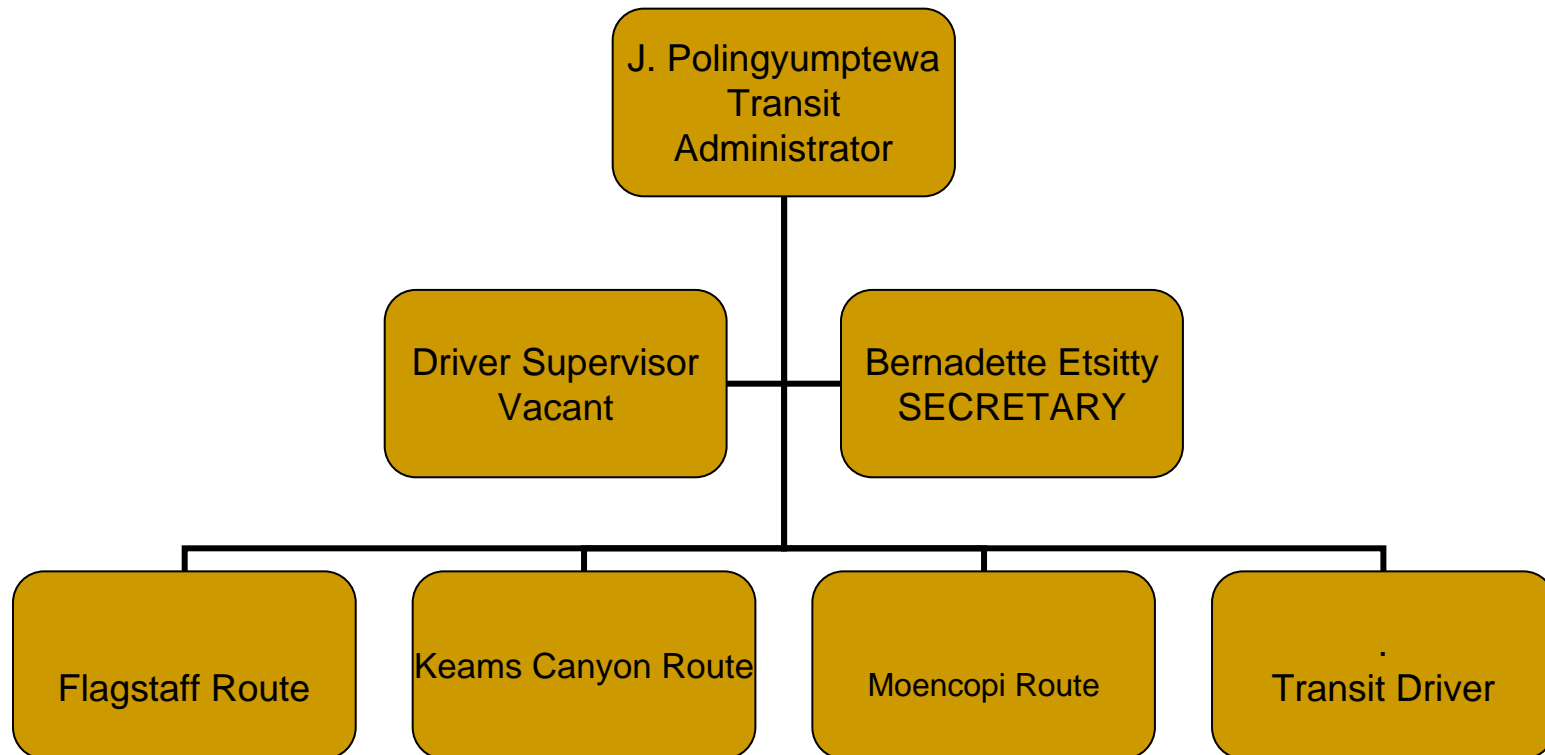 J. Polingyumptewa
Transit
Administrator
Driver Supervisor
Vacant
Bernadette Etsitty
SECRETARY
Flagstaff Route
Keams Canyon Route
Moencopi Route
.
Transit Driver